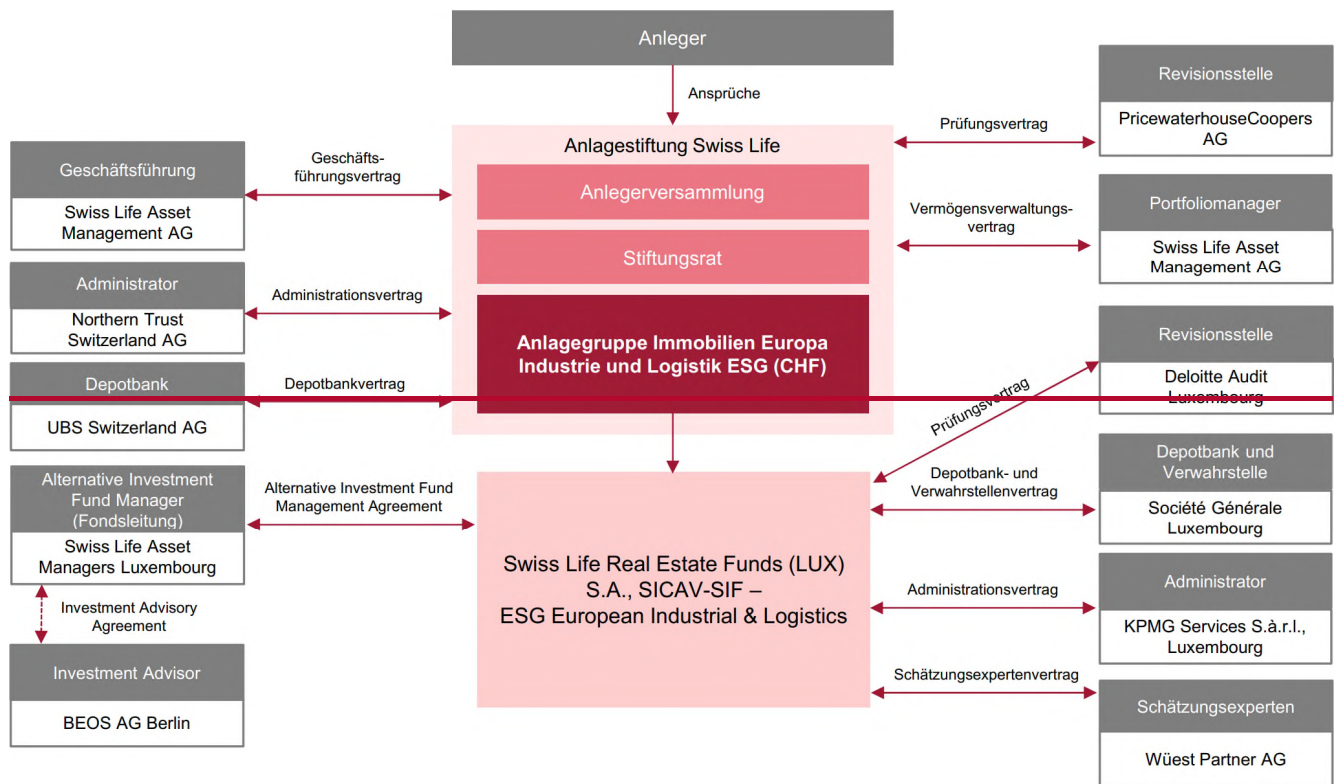 Anleger
Ansprüche
Anlagestiftung Swiss Life
Anlegerversammlung
Stiftungsrat
Anlagegruppe Immobilien Europa
Industrie und Logistik ESG (CHF)
Geschäftsführung
Swiss Life Asset
Management AG
Geschäfts-
führungsvertrag
Administrator
Northern Trust
Switzerland AG
Administrationsvertrag
Depotbank
UBS Switzerland AG
Depotbankvertrag
Alternative Investment
Fund Manager
(Fondsleitung)
Swiss Life Asset
Managers Luxembourg
Alternative Investment Fund
Management Agreement
Investment Advisory
Agreement
Investment Advisor
BEOS AG Berlin
Swiss Life Real Estate Funds (LUX)
S.A., SICAV-SIF –
ESG European Industrial & Logistics
Prüfungsvertrag
Revisionsstelle
PricewaterhouseCoopers
AG
Vermögensverwaltungs-
vertrag
Portfoliomanager
Swiss Life Asset
Management AG
Prüfungsvertrag
Revisionsstelle
Deloitte Audit
Luxembourg
Depotbank- und
Verwahrstellenvertrag
Depotbank und
Verwahrstelle
Société Générale
Luxembourg
Administrationsvertrag
Administrator
KPMG Services S.à.r.l.,
Luxembourg
Schätzungsexpertenvertrag
Schätzungsexperten
Wüest Partner AG